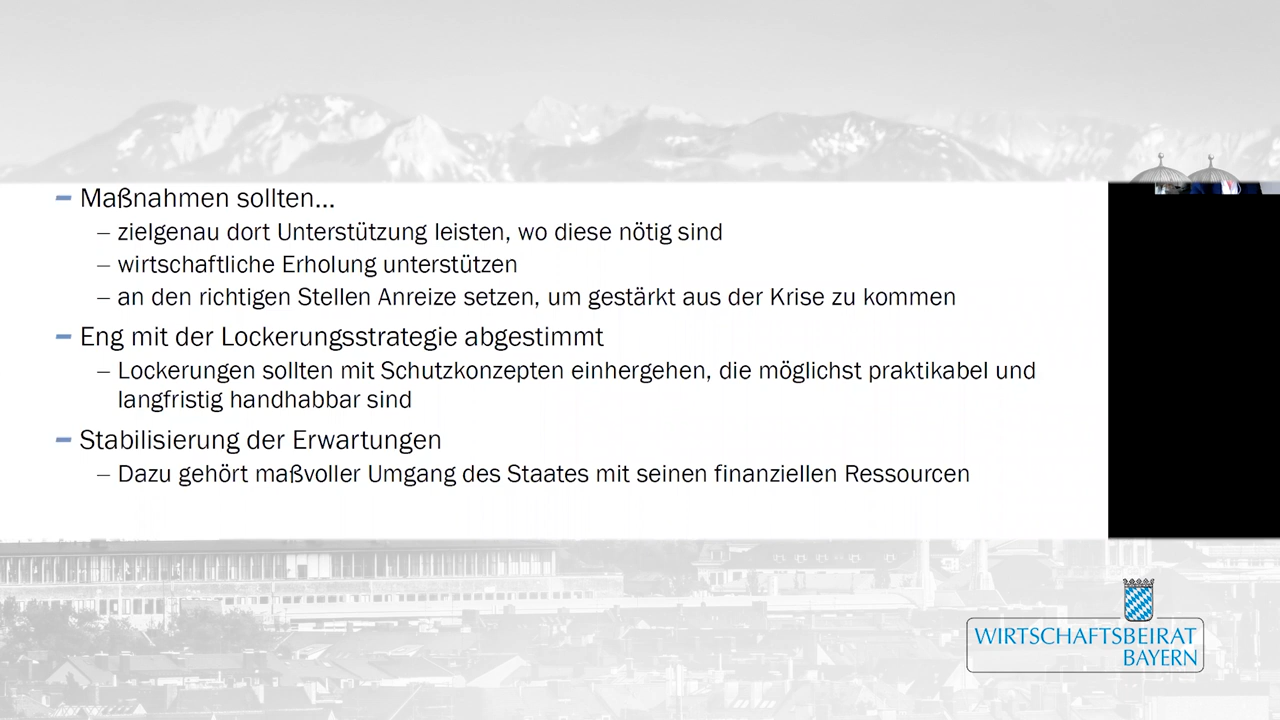 – Maßnahmen sollten...
– zielgenau dort Unterstützung leisten, wo diese nötig sind
– wirtschaftliche Erholung unterstützen
– an den richtigen Stellen Anreize setzen, um gestärkt aus der Krise zu kommen
– Eng mit der Lockerungsstrategie abgestimmt
– Lockerungen sollten mit Schutzkonzepten einhergehen, die möglichst praktikabel und
langfristig handhabbar sind
– Stabilisierung der Erwartungen
– Dazu gehört maßvoller Umgang des Staates mit seinen finanziellen Ressourcen
WIRTSCHAFTSBEIRAT
BAYERN